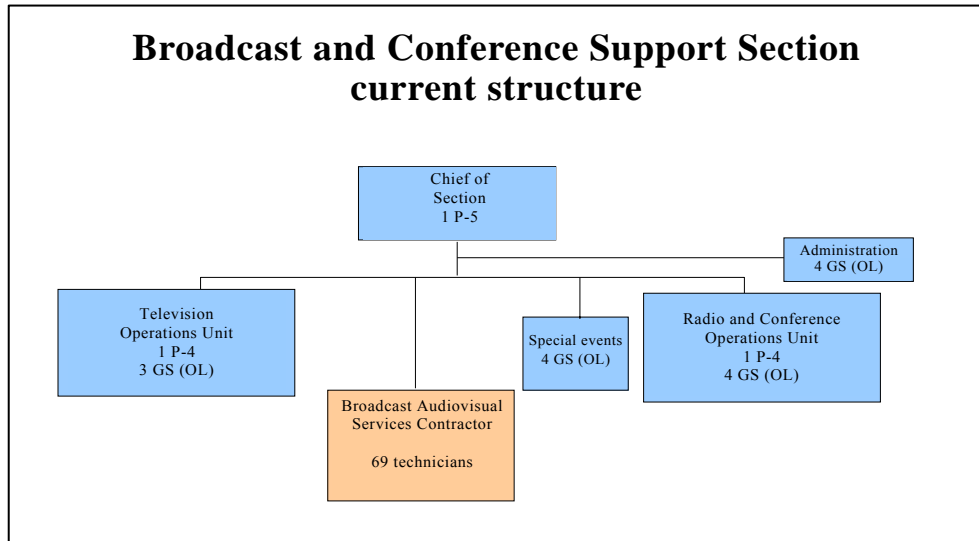 Broadcast and Conference Support Section
current structure
Chief of
Section
1 P-5
Administration
4 GS (OL)
Television
Operations Unit
1 P-4
3 GS (OL)
Broadcast Audiovisual
Services Contractor
69 technicians
Special events
4 GS (OL)
Radio and Conference
Operations Unit
1 P-4
4 GS (OL)